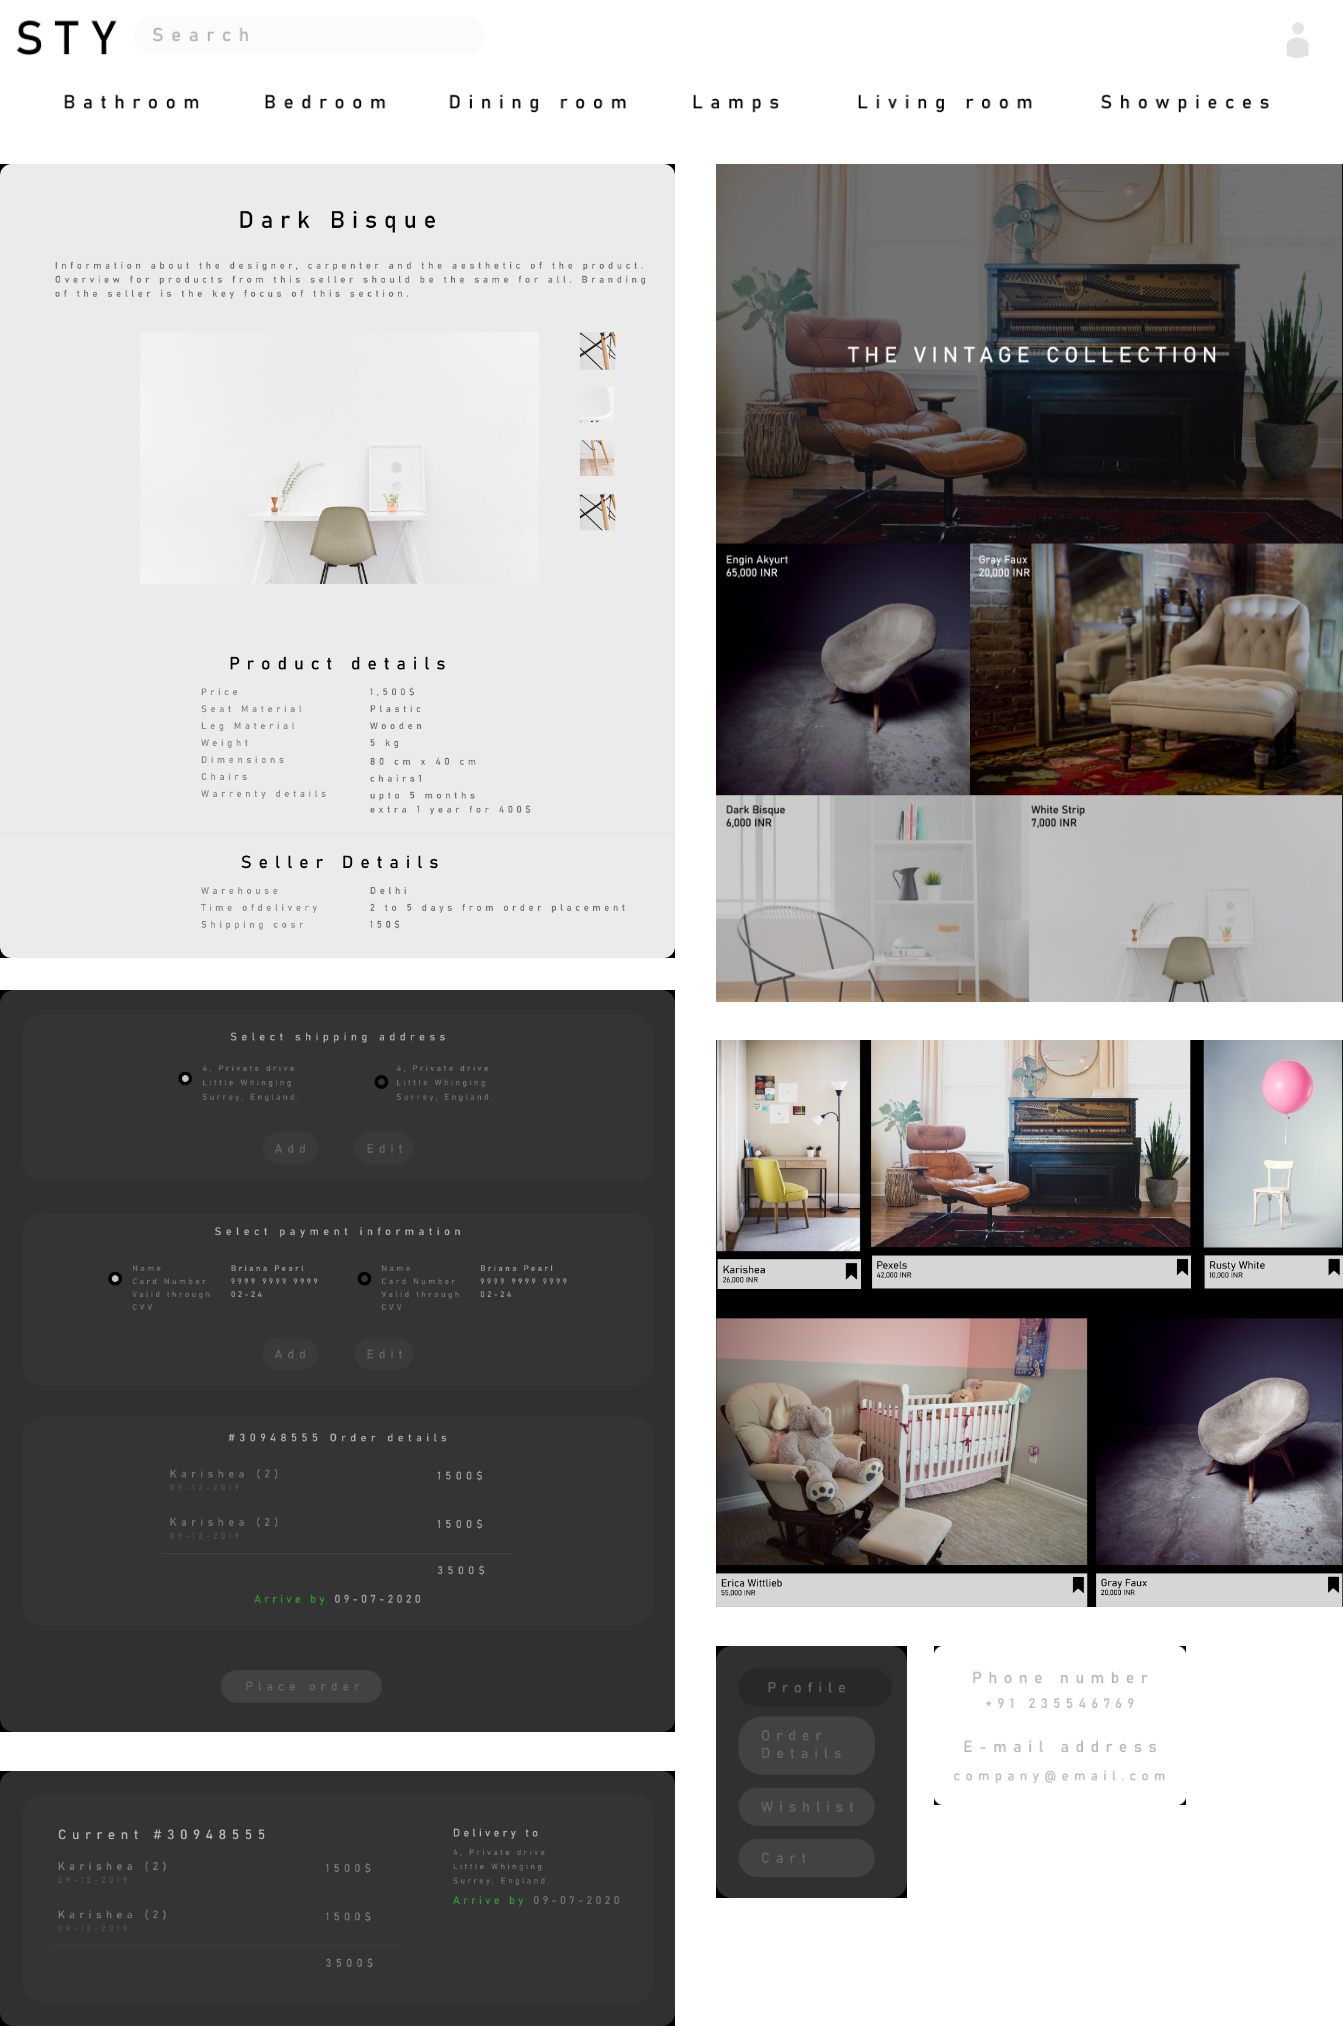 STY
Search
Bathroom Bedroom Dining room Lamps Living room Showpieces
Dark Bisque
Information about the designer, carpenter and the aesthetic of the product.
Overview for products from this seller should be the same for all. Branding
of the seller is the key focus of this section.
Product details
Price 1,500$
Seat Material Plastic
Leg Material Wooden
Weight 5 kg
Dimensions 80 cm x 40 cm
Chairs chairs1
Warrenty details upto 5 months
extra 1 year for 400$
Seller Details
Warehouse Delhi
Time ofdelivery 2 to 5 days from order placement
Shipping cosr 150$
Select shipping address
4, Private drive
Little Whinging
Surrey, England.
4, Private drive
Little Whinging
Surrey, England.
Add Edit
Select payment information
Name Briana Pearl
Card Number 9999 9999 9999
Valid through 02-24
CVV
Name Briana Pearl
Card Number 9999 9999 9999
Valid through 02-24
CVV
Add Edit
#30948555 Order details
Karishea (2) 1500$
09-12-2019
Karishea (2) 1500$
09-12-2019
3500$
Arrive by 09-07-2020
Place order
Current #30948555
Karishea (2) 1500$
09-12-2019
Karishea (2) 1500$
09-12-2019
3500$
Delivery to
4, Private drive
Little Whinging
Surrey, England.
Arrive by 09-07-2020
THE VINTAGE COLLECTION
Engin Akyurt
65,000 INR
Gray Faux
20,000 INR
Dark Bisque
6,000 INR
White Strip
7,000 INR
Karishea
26,000 INR
Pexels
42,000 INR
Rusty White
10,000 INR
Erica Wittlieb
55,000 INR
Gray Faux
20,000 INR
Profile
Order
Details
Wishlist
Cart
Phone number
+91 235546769
E-mail address
company@email.com